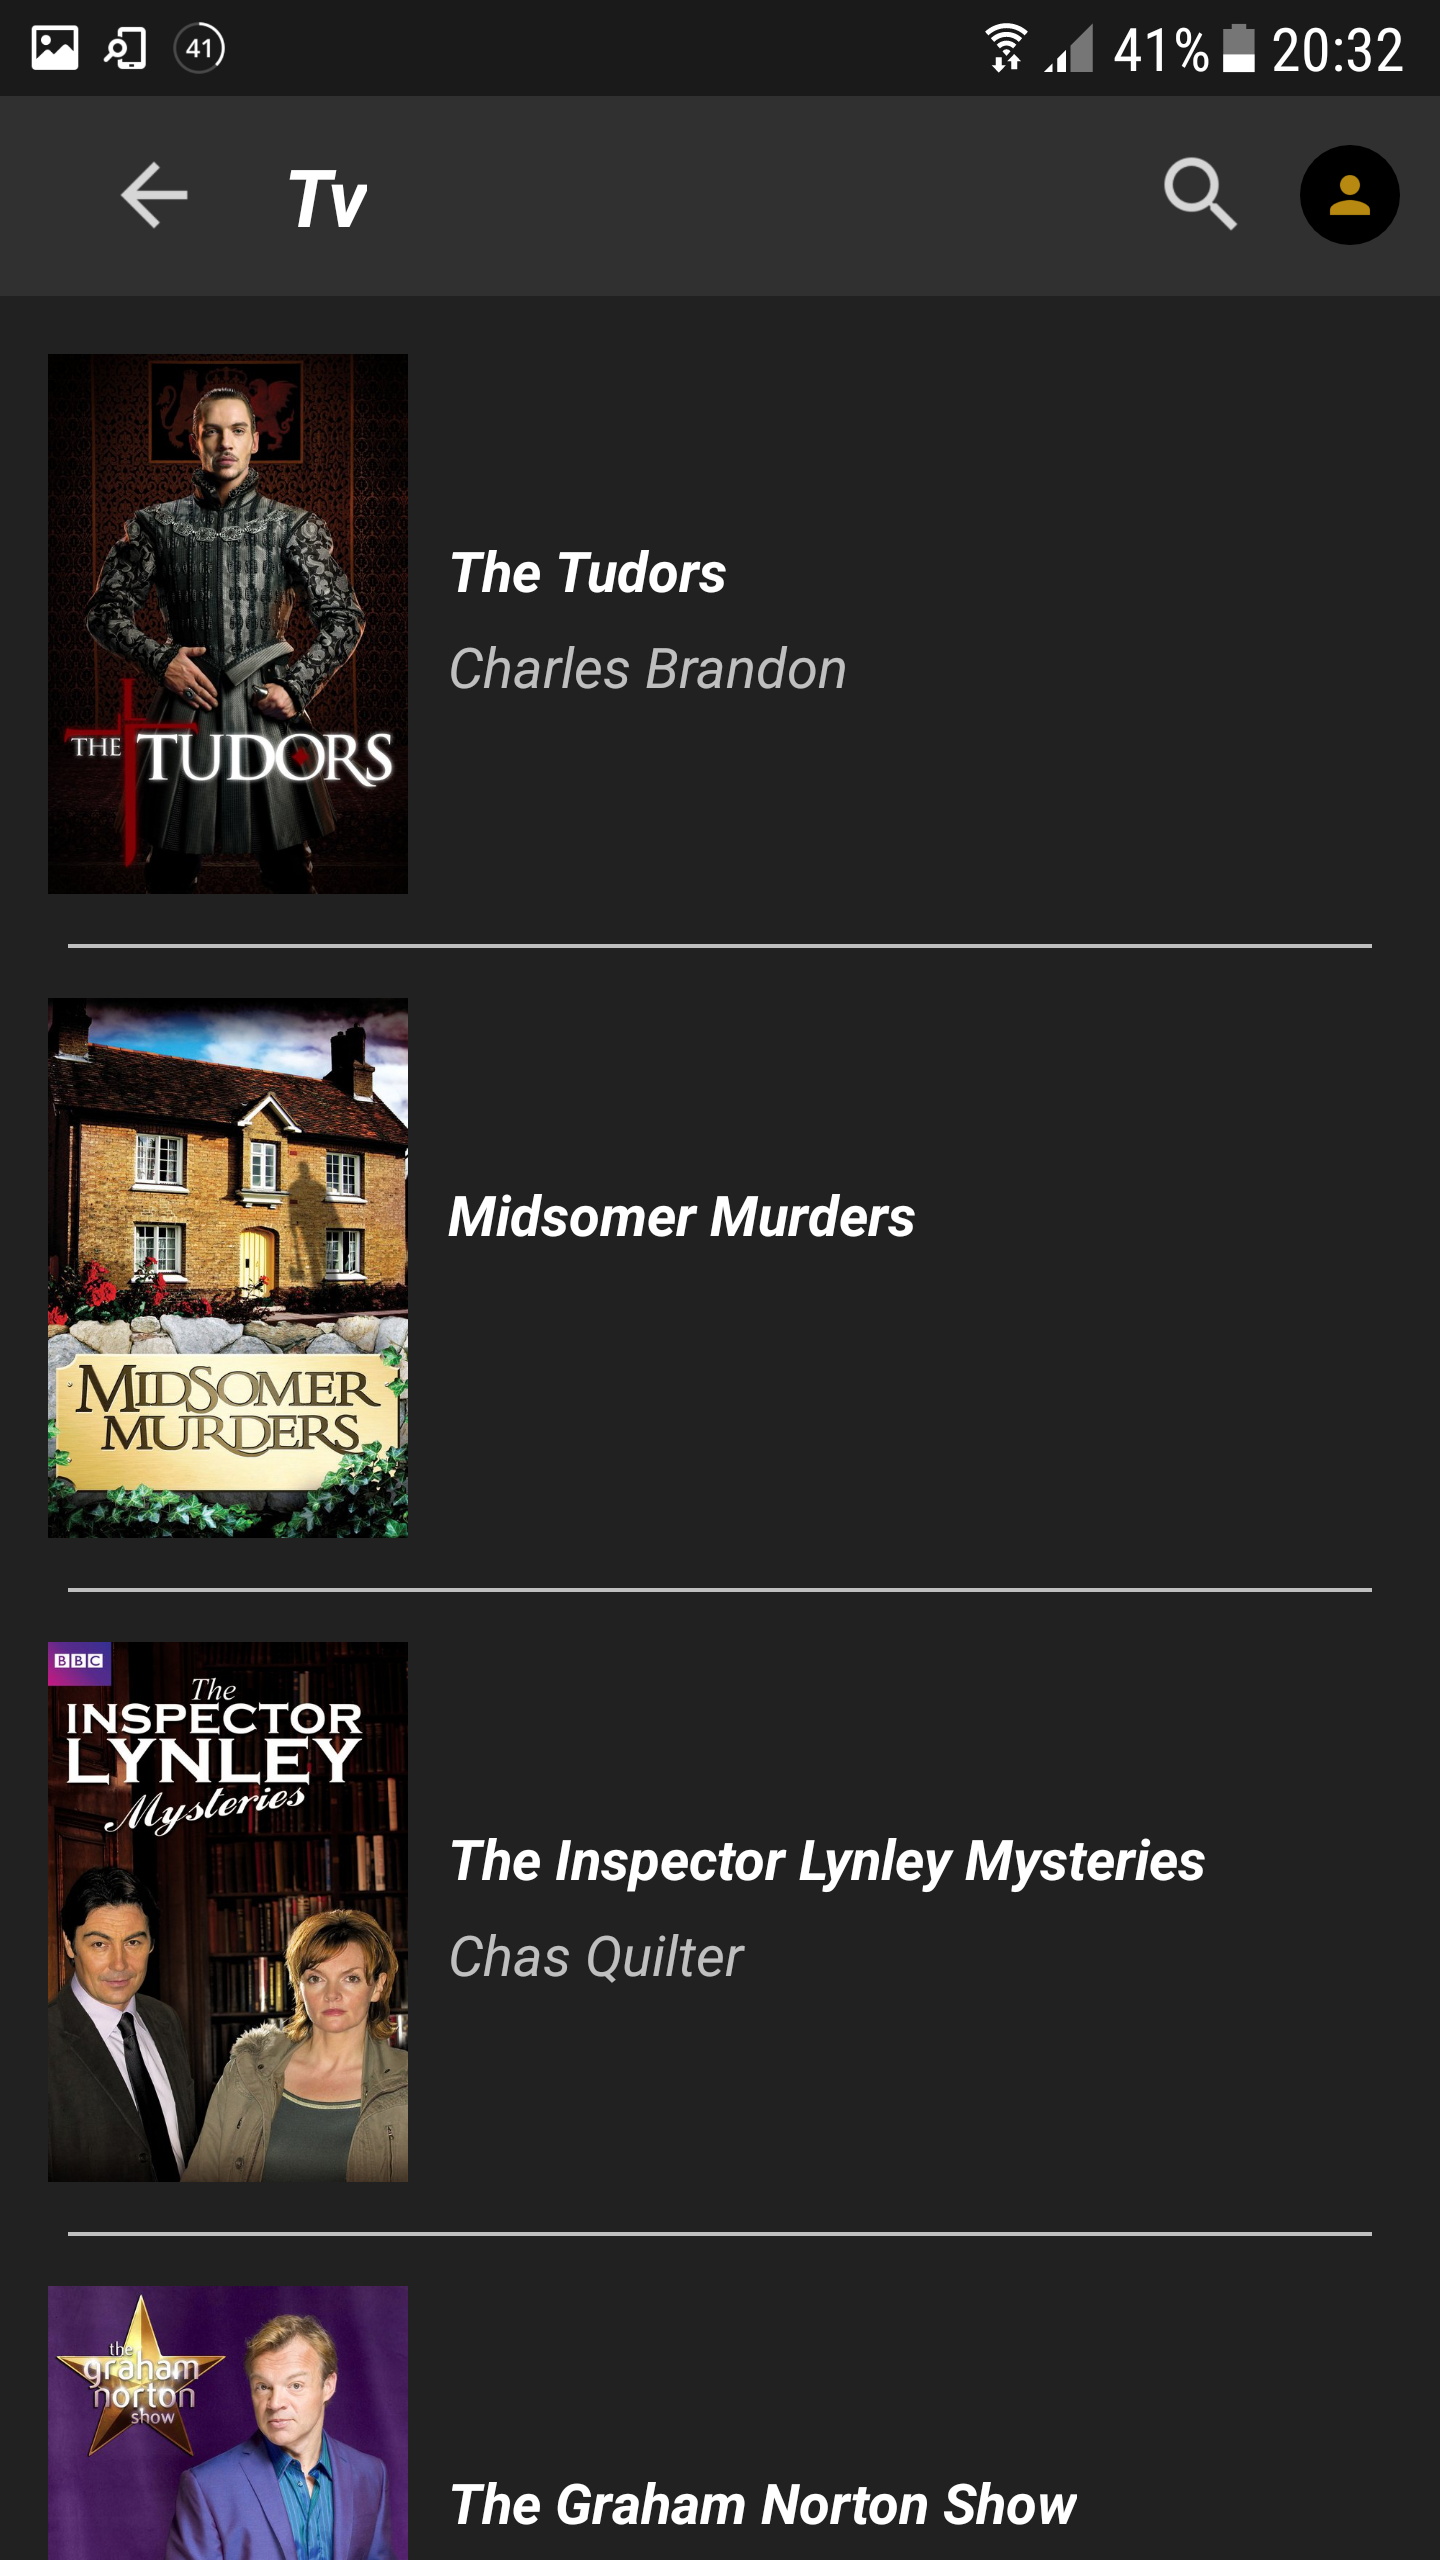 41
41%
20:32
Tv
THE TUDORS
The Tudors
Charles Brandon
MIDSOMER
MURDERS
Midsomer Murders
BBC
The
INSPECTOR
LYNLEY
Mysteries
The Inspector Lynley Mysteries
Chas Quilter
the
graham
norton
show
The Graham Norton Show